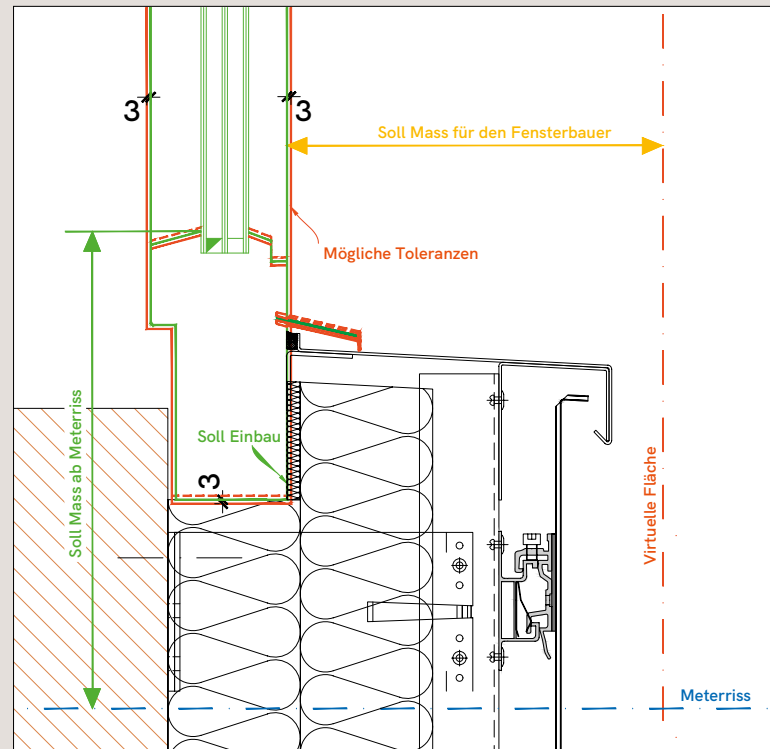 3
3
Soll Mass für den Fensterbauer
Mögliche Toleranzen
Soll Mass ab Meterriss
Soll Einbau
3
Virtuelle Fläche
Meterriss